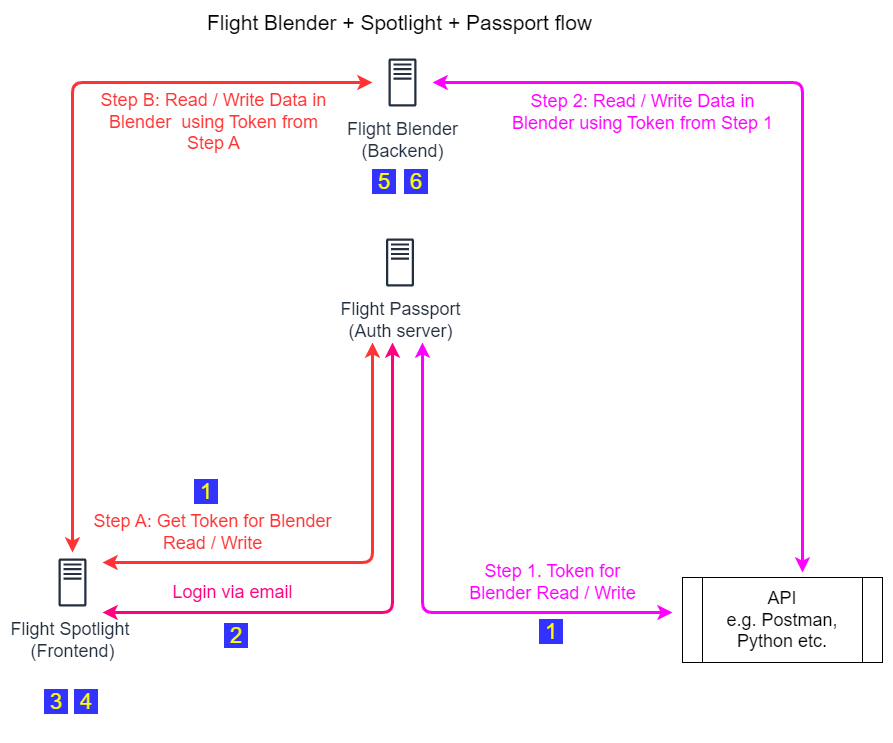 Flight Blender + Spotlight + Passport flow
Step B: Read / Write Data in
Blender using Token from
Step A
Flight Blender
(Backend)
5 6
Step 2: Read / Write Data in
Blender using Token from Step 1
Flight Passport
(Auth server)
1
Step A: Get Token for Blender
Read / Write
Login via email
2
Step 1. Token for
Blender Read / Write
1
Flight Spotlight
(Frontend)
3 4
API
e.g. Postman,
Python etc.